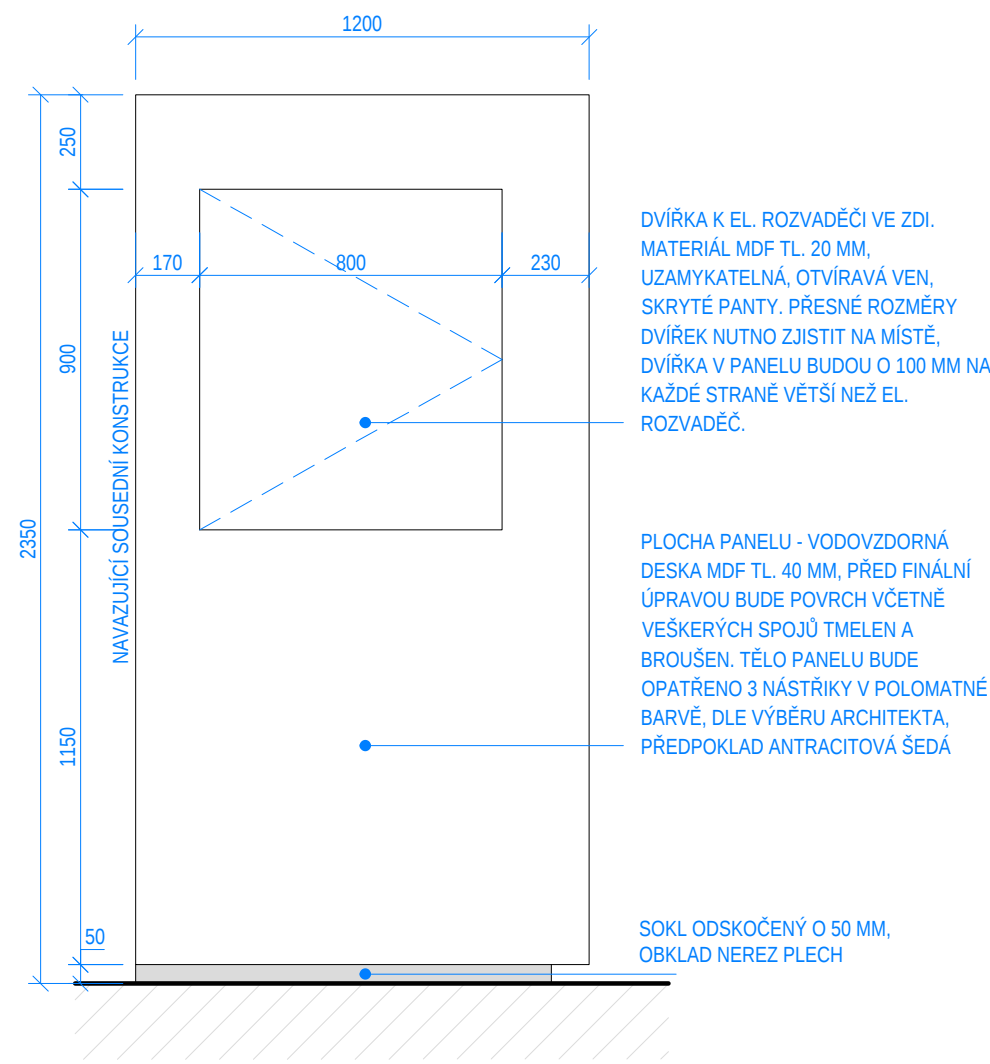 1200
250
170
800
230
900
NAVAZUJÍCÍ SOUSEDNÍ KONSTRUKCE
2350
1150
50
DVÍŘKA K EL. ROZVADĚČI VE ZDI.
MATERIÁL MDF TL. 20 MM,
UZAMYKATELNÁ, OTVÍRAVÁ VEN,
SKRYTÉ PANTY. PŘESNÉ ROZMĚRY
DVÍŘEK NUTNO ZJISTIT NA MÍSTĚ,
DVÍŘKA V PANELU BUDOU O 100 MM NA
KAŽDÉ STRANĚ VĚTŠÍ NEŽ EL.
ROZVADĚČ.
PLOCHA PANELU - VODOVZDORNÁ
DESKA MDF TL. 40 MM, PŘED FINÁLNÍ
ÚPRAVOU BUDE POVRCH VČETNĚ
VEŠKERÝCH SPOJŮ TMELEN A
BROUŠEN. TĚLO PANELU BUDE
OPATŘENO 3 NÁSTŘIKY V POLOMATNÉ
BARVĚ, DLE VÝBĚRU ARCHITEKTA,
PŘEDPOKLAD ANTRACITOVÁ ŠEDÁ
SOKL ODSKOČENÝ O 50 MM,
OBKLAD NEREZ PLECH